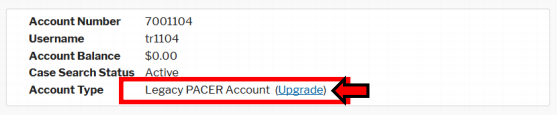 Account Number 7001104
Username tr1104
Account Balance $0.00
Case Search Status Active
Account Type Legacy PACER Account (Upgrade)